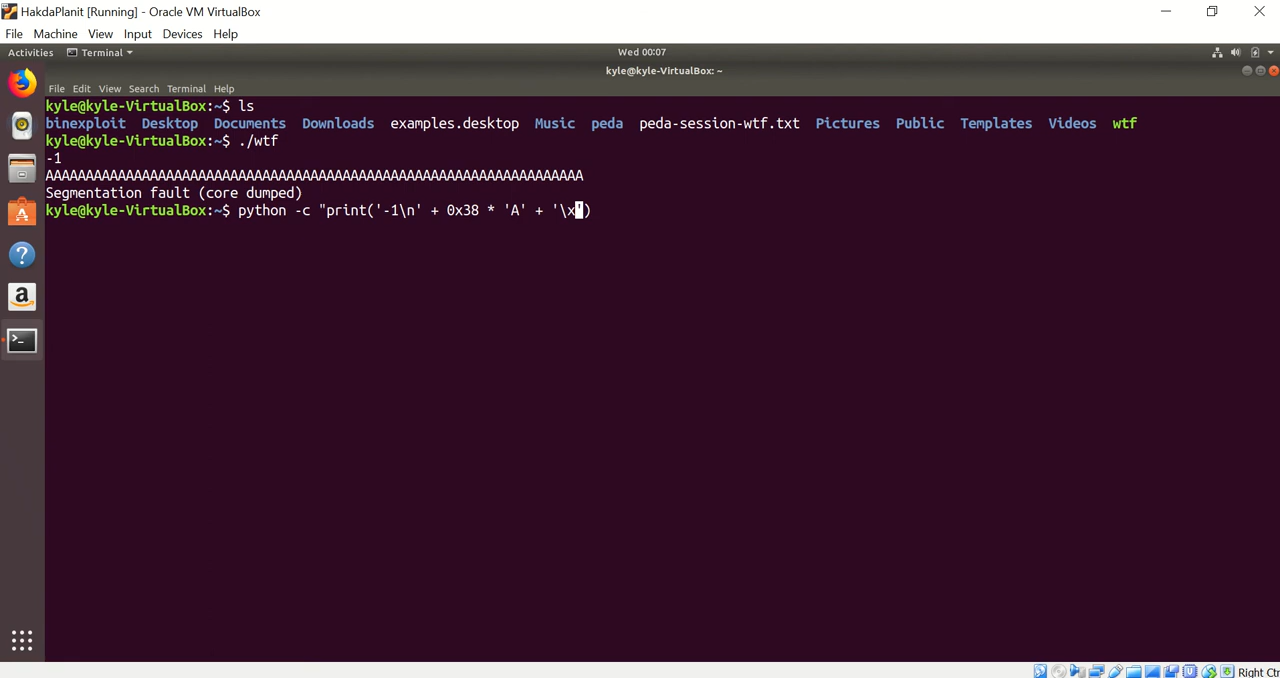 HakdaPlanit [Running] - Oracle VM VirtualBox
File Machine View Input Devices Help
Activities Terminal Wed 00:07
kyle@kyle-VirtualBox: ~
File Edit View Search Terminal Help
kyle@kyle-VirtualBox:~$ ls
binexploit Desktop Documents Downloads examples.desktop Music peda peda-session-wtf.txt Pictures Public Templates Videos wtf
kyle@kyle-VirtualBox:~$ ./wtf
-1
AAAAAAAAAAAAAAAAAAAAAAAAAAAAAAAAAAAAAAAAAAAAAAAAAAAAAAAAAAAAAAAAAAA
Segmentation fault (core dumped)
kyle@kyle-VirtualBox:~$ python -c "print('-1\n' + 0x38 * 'A' + '\x')
Right Ctr